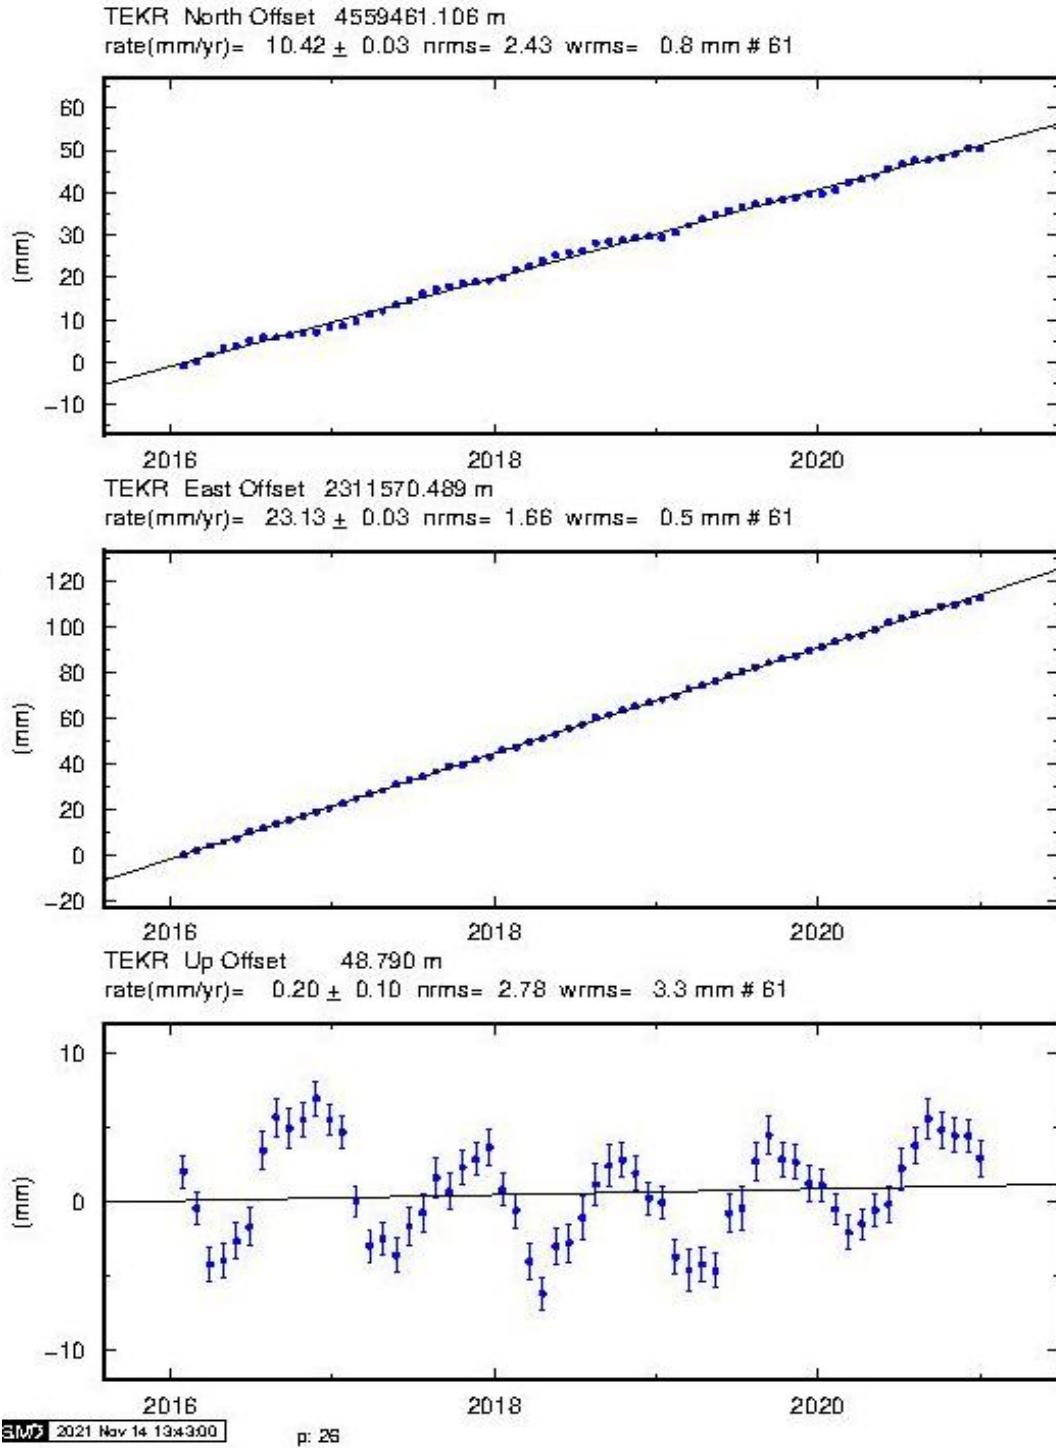 TEKR North Offset 4559461.106 m
rate(mm/yr)= 10.42 ± 0.03 nrms= 2.43 wrms= 0.8 mm # 61
60
50
40
30
20
10
0
−10
(mm)
2016 2018 2020
TEKR East Offset 2311570.489 m
rate(mm/yr)= 23.13 ± 0.03 nrms= 1.66 wrms= 0.5 mm # 61
120
100
80
60
40
20
0
−20
(mm)
2016 2018 2020
TEKR Up Offset 48.790 m
rate(mm/yr)= 0.20 ± 0.10 nrms= 2.78 wrms= 3.3 mm # 61
10
0
−10
(mm)
2016 2018 2020
2021 Nov 14 13:43:00
p: 26